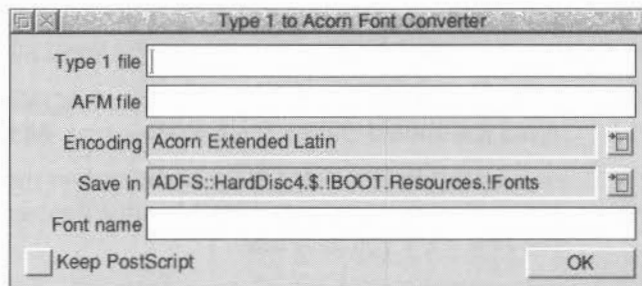 Type 1 to Acorn Font Converter
Type 1 file
AFM file
Encoding Acorn Extended Latin
Save in ADFS::HardDisc4.$.!BOOT.Resources.!Fonts
Font name
Keep PostScript OK